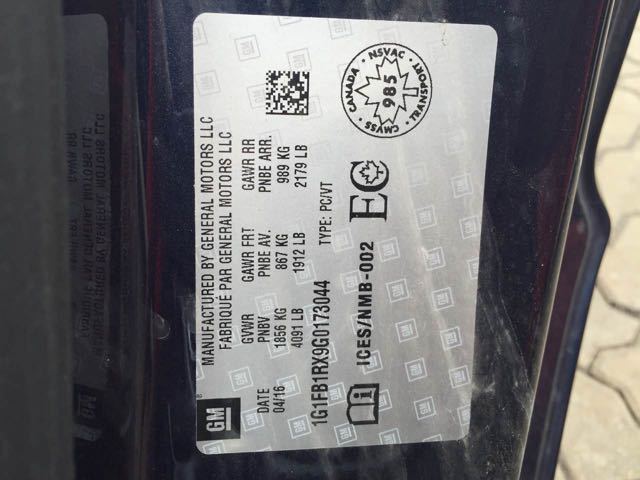 GM
MANUFACTURED BY GENERAL MOTORS LLC
FABRIQUÉ PAR GENERAL MOTORS LLC
DATE GVWR GAWR FRT GAWR RR
04/16 PNBV PNBE AV. PNBE ARR.
1856 KG 867 KG 989 KG
4091 LB 1912 LB 2179 LB
1G1FB1RX9G0173044 TYPE: PC/VT
ICES/NMB-002
EC
CANADA · NSVAC · TRANSPORT · CMVSS
985